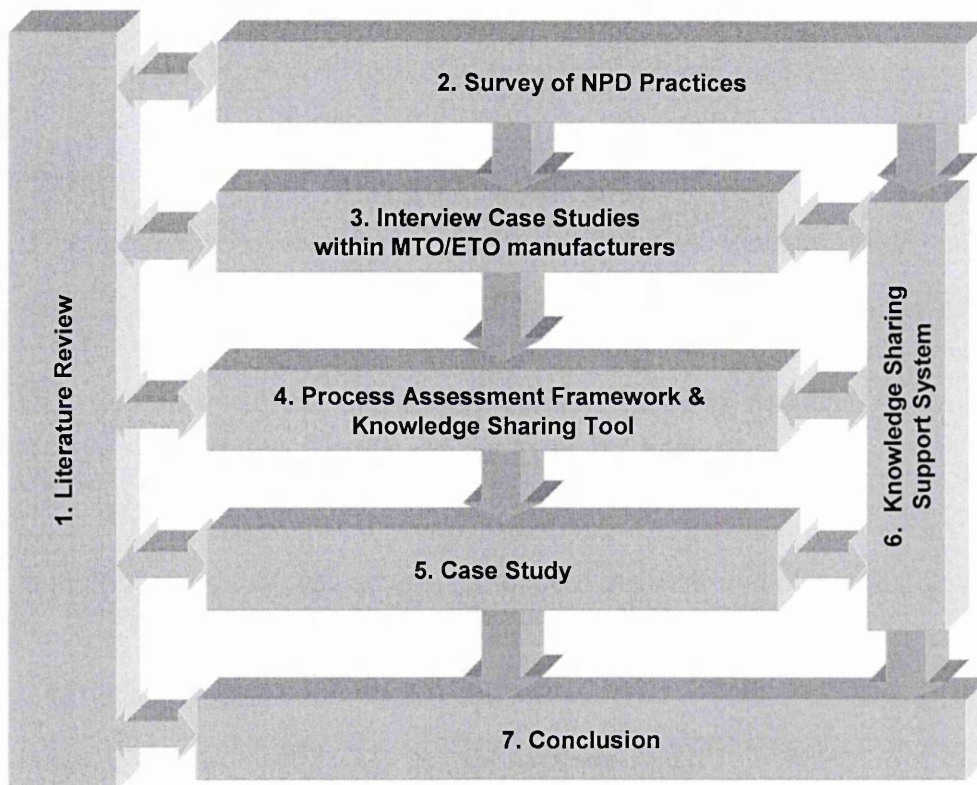 1. Literature Review
2. Survey of NPD Practices
3. Interview Case Studies
within MTO/ETO manufacturers
4. Process Assessment Framework &
Knowledge Sharing Tool
5. Case Study
6. Knowledge Sharing
Support System
7. Conclusion